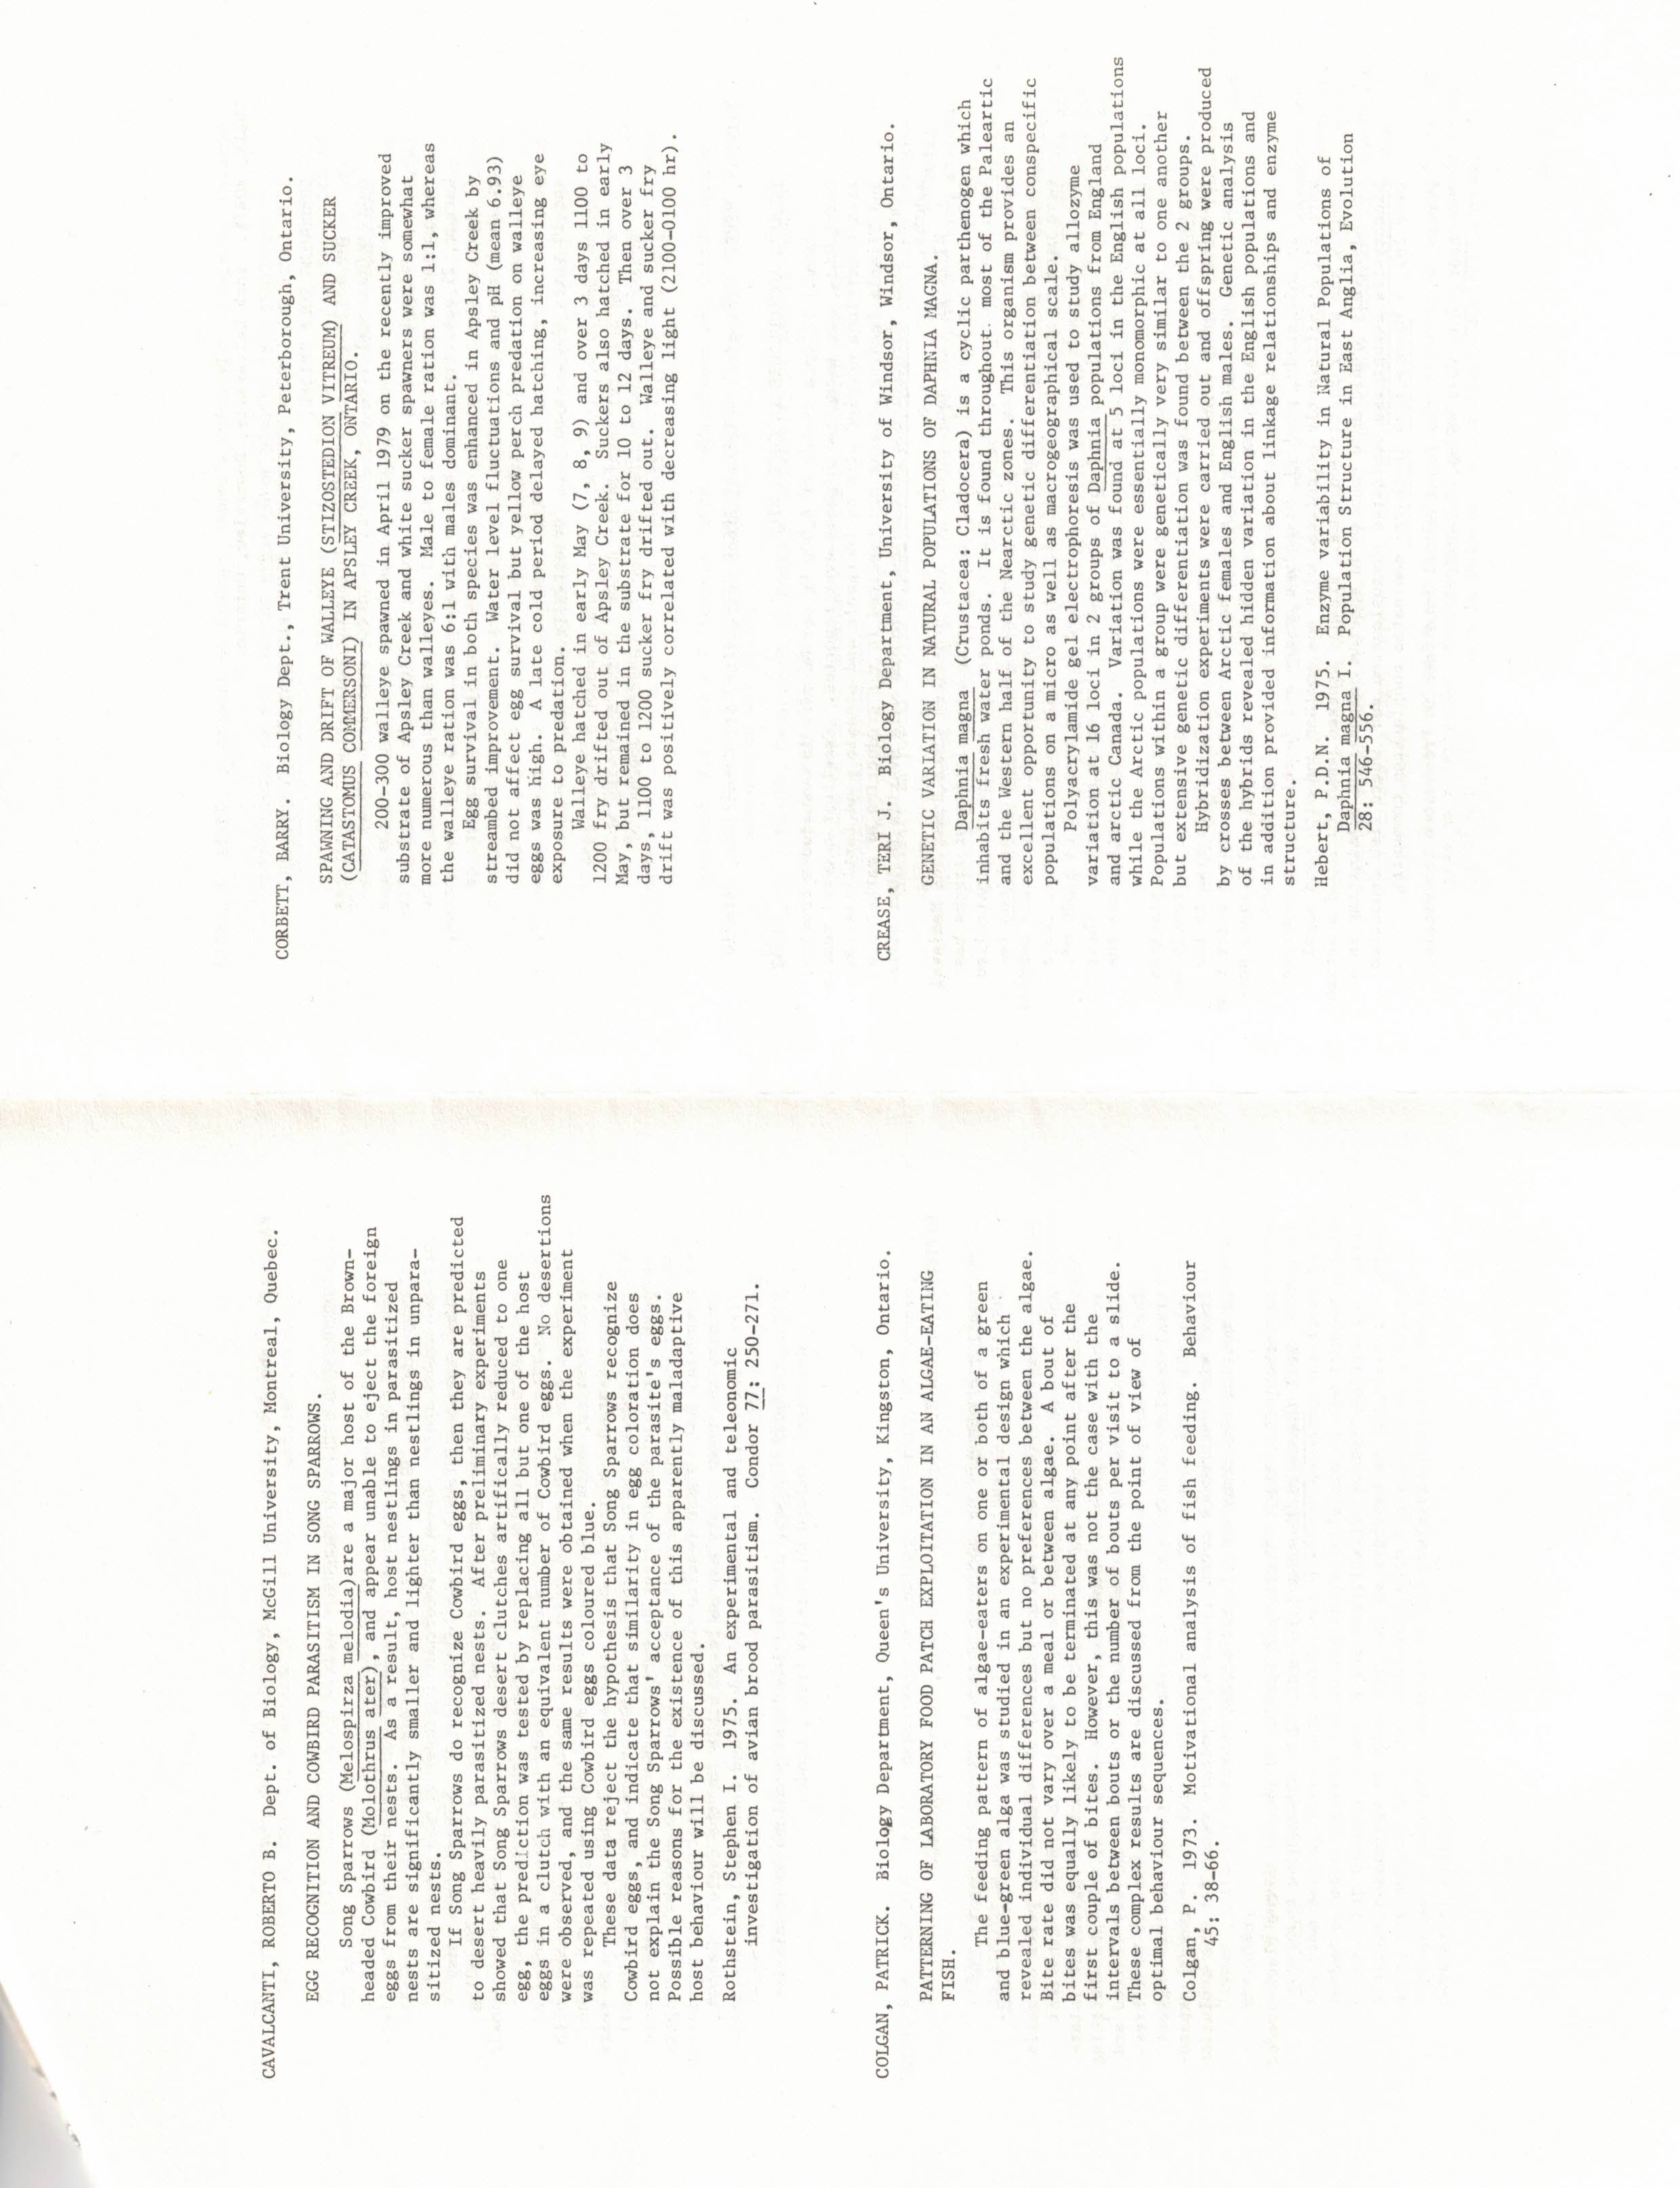 CAVALCANTI, ROBERTO B. Dept. of Biology, McGill University, Montreal, Quebec.
EGG RECOGNITION AND COWBIRD PARASITISM IN SONG SPARROWS.
Song Sparrows (Melospirza melodia)are a major host of the Brown-
headed Cowbird (Molothrus ater), and appear unable to eject the foreign
eggs from their nests. As a result, host nestlings in parasitized
nests are significantly smaller and lighter than nestlings in unpara-
sitized nests.
If Song Sparrows do recognize Cowbird eggs, then they are predicted
to desert heavily parasitized nests. After preliminary experiments
showed that Song Sparrows desert clutches artifically reduced to one
egg, the prediction was tested by replacing all but one of the host
eggs in a clutch with an equivalent number of Cowbird eggs. No desertions
were observed, and the same results were obtained when the experiment
was repeated using Cowbird eggs coloured blue.
These data reject the hypothesis that Song Sparrows recognize
Cowbird eggs, and indicate that similarity in egg coloration does
not explain the Song Sparrows' acceptance of the parasite's eggs.
Possible reasons for the existence of this apparently maladaptive
host behaviour will be discussed.
Rothstein, Stephen I. 1975. An experimental and teleonomic
investigation of avian brood parasitism. Condor 77: 250-271.
COLGAN, PATRICK. Biology Department, Queen's University, Kingston, Ontario.
PATTERNING OF LABORATORY FOOD PATCH EXPLOITATION IN AN ALGAE-EATING
FISH.
The feeding pattern of algae-eaters on one or both of a green
and blue-green alga was studied in an experimental design which
revealed individual differences but no preferences between the algae.
Bite rate did not vary over a meal or between algae. A bout of
bites was equally likely to be terminated at any point after the
first couple of bites. However, this was not the case with the
intervals between bouts or the number of bouts per visit to a slide.
These complex results are discussed from the point of view of
optimal behaviour sequences.
Colgan, P. 1973. Motivational analysis of fish feeding. Behaviour
45: 38-66.
CORBETT, BARRY. Biology Dept., Trent University, Peterborough, Ontario.
SPAWNING AND DRIFT OF WALLEYE (STIZOSTEDION VITREUM) AND SUCKER
(CATASTOMUS COMMERSONI) IN APSLEY CREEK, ONTARIO.
200-300 walleye spawned in April 1979 on the recently improved
substrate of Apsley Creek and white sucker spawners were somewhat
more numerous than walleyes. Male to female ration was 1:1, whereas
the walleye ration was 6:1 with males dominant.
Egg survival in both species was enhanced in Apsley Creek by
streambed improvement. Water level fluctuations and pH (mean 6.93)
did not affect egg survival but yellow perch predation on walleye
eggs was high. A late cold period delayed hatching, increasing eye
exposure to predation.
Walleye hatched in early May (7, 8, 9) and over 3 days 1100 to
1200 fry drifted out of Apsley Creek. Suckers also hatched in early
May, but remained in the substrate for 10 to 12 days. Then over 3
days, 1100 to 1200 sucker fry drifted out. Walleye and sucker fry
drift was positively correlated with decreasing light (2100-0100 hr).
CREASE, TERI J. Biology Department, University of Windsor, Windsor, Ontario.
GENETIC VARIATION IN NATURAL POPULATIONS OF DAPHNIA MAGNA.
Daphnia magna (Crustacea: Cladocera) is a cyclic parthenogen which
inhabits fresh water ponds. It is found throughout most of the Paleartic
and the Western half of the Nearctic zones. This organism provides an
excellent opportunity to study genetic differentiation between conspecific
populations on a micro as well as macrogeographical scale.
Polyacrylamide gel electrophoresis was used to study allozyme
variation at 16 loci in 2 groups of Daphnia populations from England
and arctic Canada. Variation was found at 5 loci in the English populations
while the Arctic populations were essentially monomorphic at all loci.
Populations within a group were genetically very similar to one another
but extensive genetic differentiation was found between the 2 groups.
Hybridization experiments were carried out and offspring were produced
by crosses between Arctic females and English males. Genetic analysis
of the hybrids revealed hidden variation in the English populations and
in addition provided information about linkage relationships and enzyme
structure.
Hebert, P.D.N. 1975. Enzyme variability in Natural Populations of
Daphnia magna I. Population Structure in East Anglia, Evolution
28: 546-556.